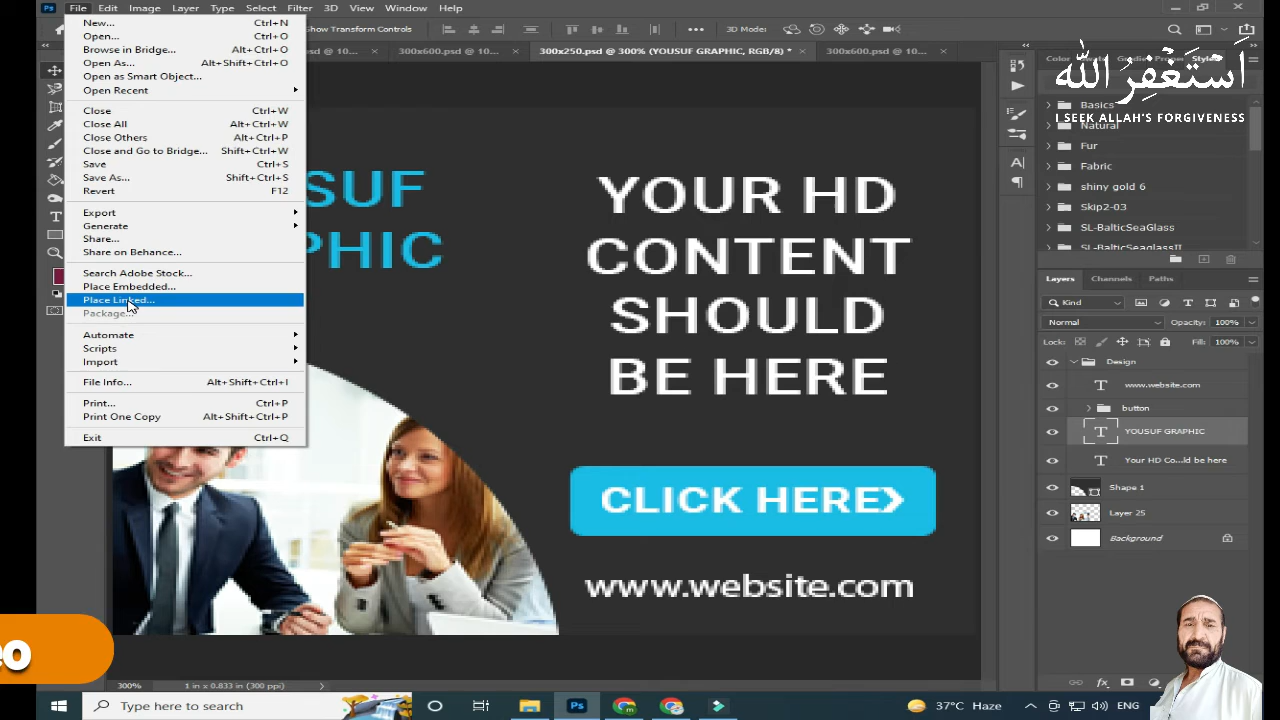 Ps File Edit Image Layer Type Select Filter 3D View Window Help
Show Transform Controls 3D Model
300x600.psd @ 10... 300x250.psd @ 300% (YOUSUF GRAPHIC, RGB/8) * 300x600.psd @ 10...
New... Ctrl+N
Open... Ctrl+O
Browse in Bridge... Alt+Ctrl+O
Open As... Alt+Shift+Ctrl+O
Open as Smart Object...
Open Recent
Close Ctrl+W
Close All Alt+Ctrl+W
Close Others Alt+Ctrl+P
Close and Go to Bridge... Shift+Ctrl+W
Save Ctrl+S
Save As... Shift+Ctrl+S
Revert F12
Export
Generate
Share...
Share on Behance...
Search Adobe Stock...
Place Embedded...
Place Linked...
Package...
Automate
Scripts
Import
File Info... Alt+Shift+Ctrl+I
Print... Ctrl+P
Print One Copy Alt+Shift+Ctrl+P
Exit Ctrl+Q
SUF
PHIC
YOUR HD
CONTENT
SHOULD
BE HERE
CLICK HERE
www.website.com
أَسْتَغْفِرُ اللّٰه
I SEEK ALLAH'S FORGIVENESS
Basics
Natural
Fur
Fabric
shiny gold 6
Skip2-03
SL-BalticSeaGlass
SL-BalticSeaglassII
Layers Channels Paths
Kind
Normal Opacity: 100%
Lock: Fill: 100%
Design
www.website.com
button
YOUSUF GRAPHIC
Your HD Co...ld be here
Shape 1
Layer 25
Background
fx
300% 1 in x 0.833 in (300 ppi)
Type here to search
Ps
37°C Haze ENG